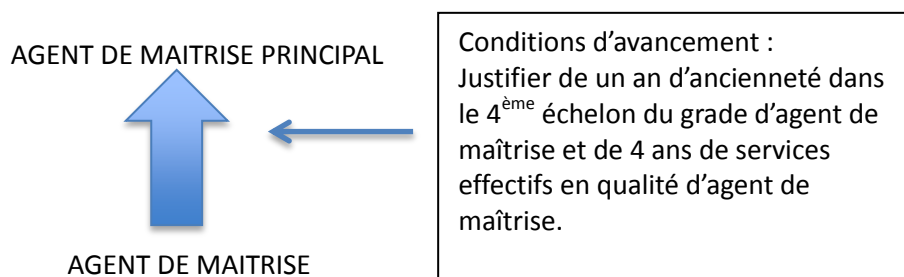 AGENT DE MAITRISE PRINCIPAL
AGENT DE MAITRISE
Conditions d’avancement :
Justifier de un an d’ancienneté dans
le 4ème échelon du grade d’agent de
maîtrise et de 4 ans de services
effectifs en qualité d’agent de
maîtrise.